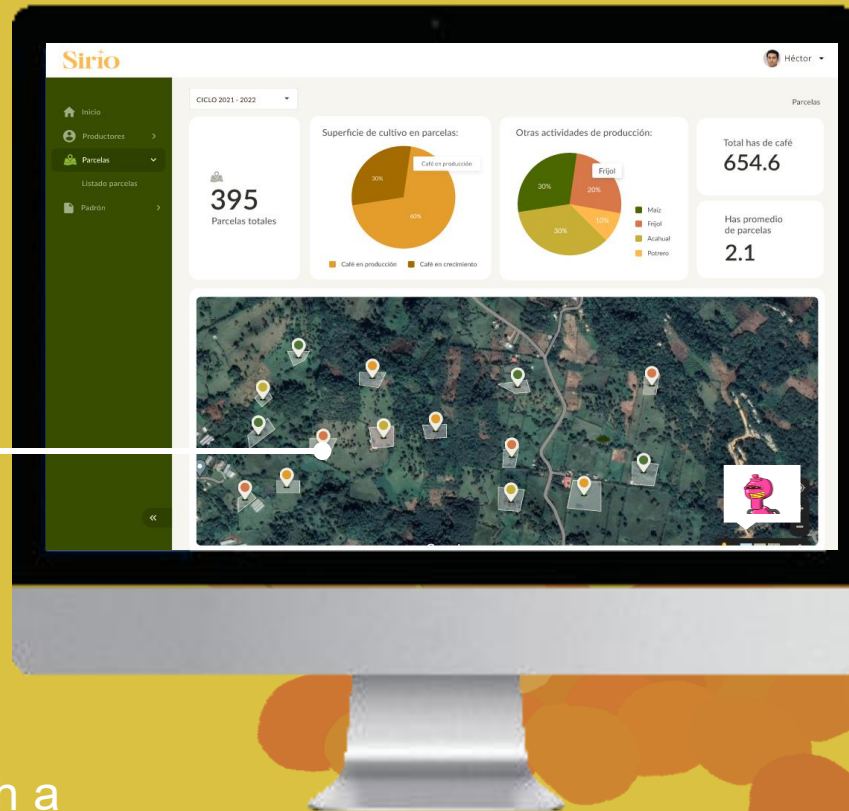 Sirio
Héctor
Inicio
Productores
Parcelas
Listado parcelas
Padrón
CICLO 2021 - 2022
Parcelas
395
Parcelas totales
Superficie de cultivo en parcelas:
Café en producción
30%
60%
Café en producción
Café en crecimiento
Otras actividades de producción:
Frijol
30%
20%
10%
30%
Maíz
Frijol
Acahual
Potrero
Total has de café
654.6
Has promedio
de parcelas
2.1
n a